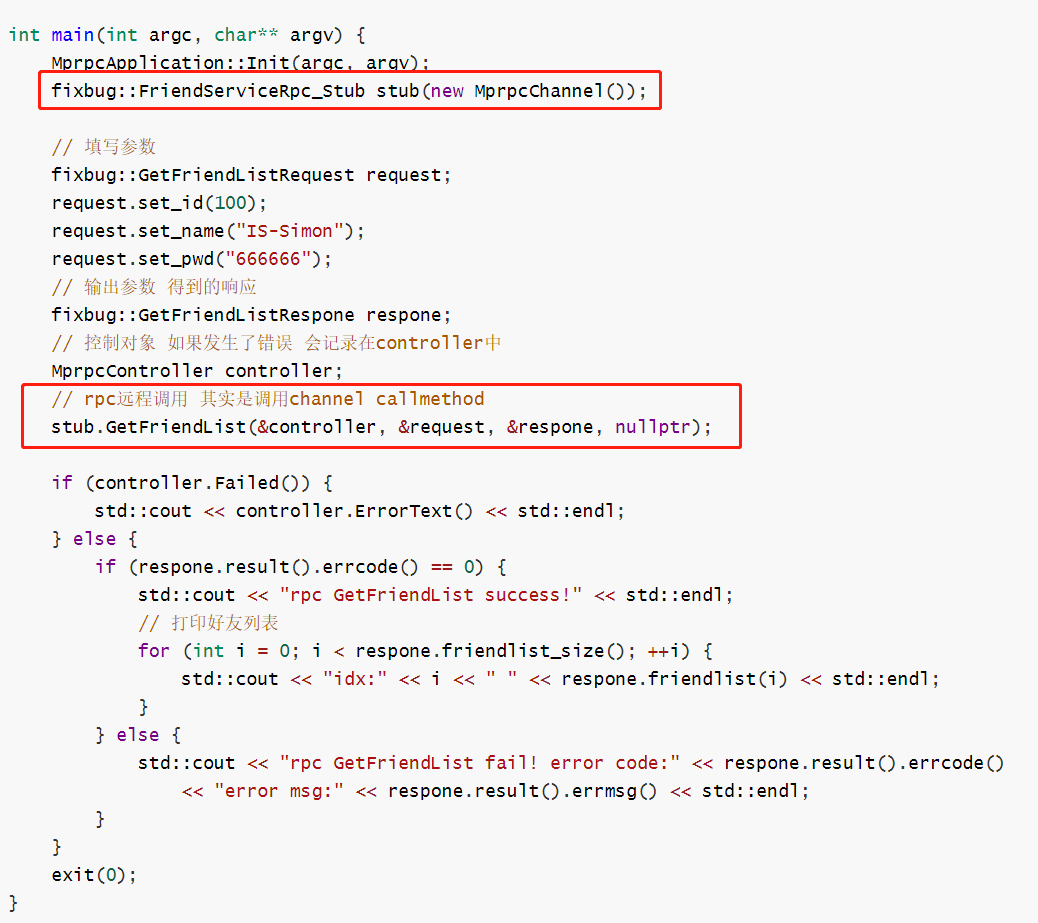 int main(int argc, char** argv) {
    MprpcApplication::Init(argc, argv);
    fixbug::FriendServiceRpc_Stub stub(new MprpcChannel());

    // 填写参数
    fixbug::GetFriendListRequest request;
    request.set_id(100);
    request.set_name("IS-Simon");
    request.set_pwd("666666");
    // 输出参数 得到的响应
    fixbug::GetFriendListRespone respone;
    // 控制对象 如果发生了错误 会记录在controller中
    MprpcController controller;
    // rpc远程调用 其实是调用channel callmethod
    stub.GetFriendList(&controller, &request, &respone, nullptr);

    if (controller.Failed()) {
        std::cout << controller.ErrorText() << std::endl;
    } else {
        if (respone.result().errcode() == 0) {
            std::cout << "rpc GetFriendList success!" << std::endl;
            // 打印好友列表
            for (int i = 0; i < respone.friendlist_size(); ++i) {
                std::cout << "idx:" << i << " " << respone.friendlist(i) << std::endl;
            }
        } else {
            std::cout << "rpc GetFriendList fail! error code:" << respone.result().errcode()
                << "error msg:" << respone.result().errmsg() << std::endl;
        }
    }
    exit(0);
}